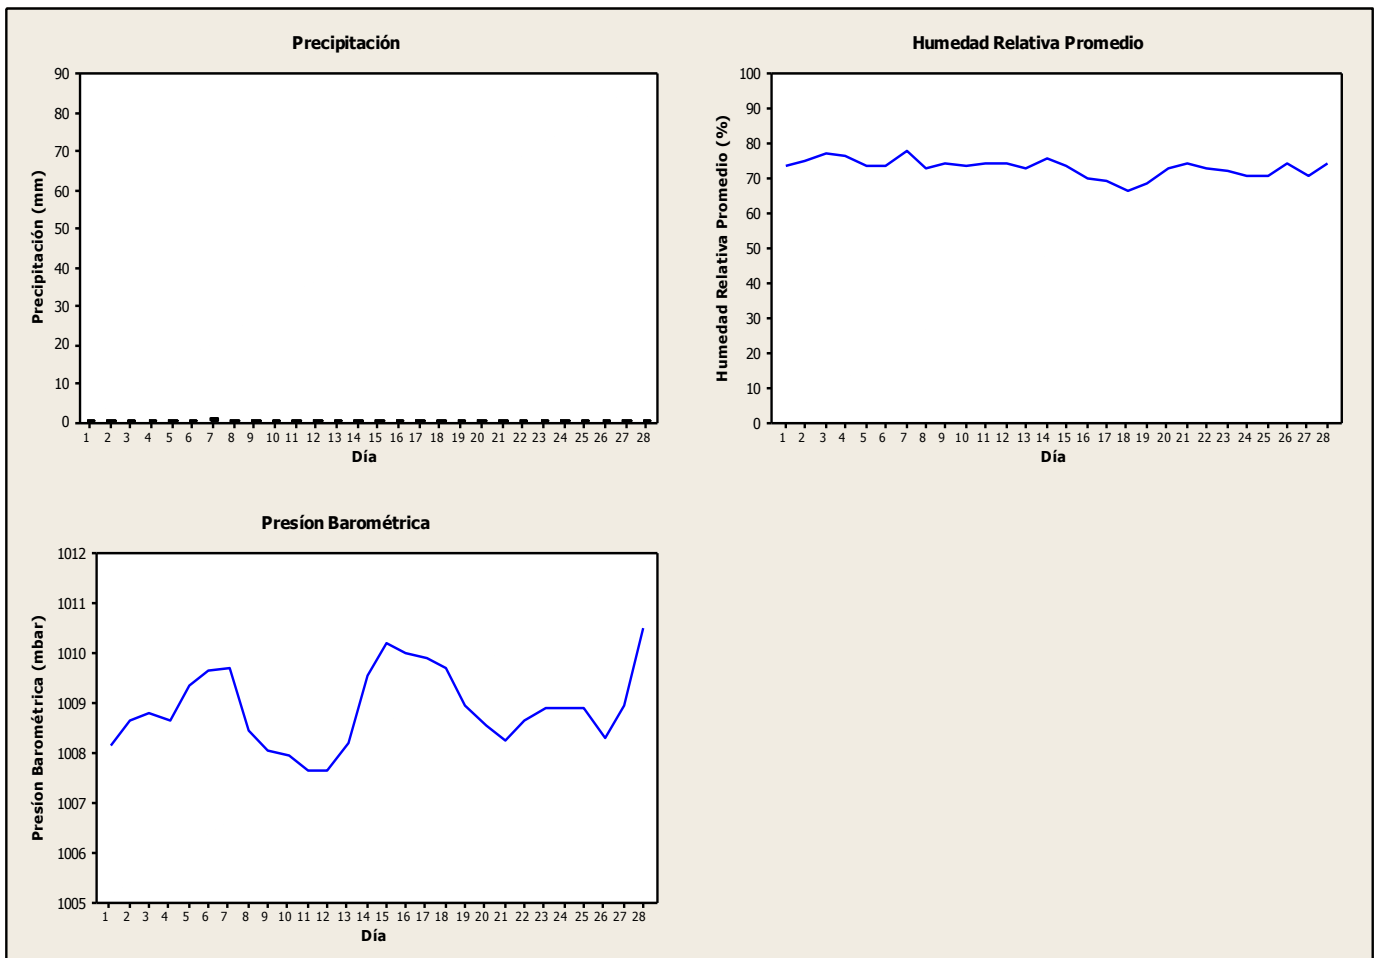 Precipitación
Precipitación (mm)
90
80
70
60
50
40
30
20
10
0
1 2 3 4 5 6 7 8 9 10 11 12 13 14 15 16 17 18 19 20 21 22 23 24 25 26 27 28
Día
Humedad Relativa Promedio
Humedad Relativa Promedio (%)
100
90
80
70
60
50
40
30
20
10
0
1 2 3 4 5 6 7 8 9 10 11 12 13 14 15 16 17 18 19 20 21 22 23 24 25 26 27 28
Día
Presíon Barométrica
Presíon Barométrica (mbar)
1012
1011
1010
1009
1008
1007
1006
1005
1 2 3 4 5 6 7 8 9 10 11 12 13 14 15 16 17 18 19 20 21 22 23 24 25 26 27 28
Día